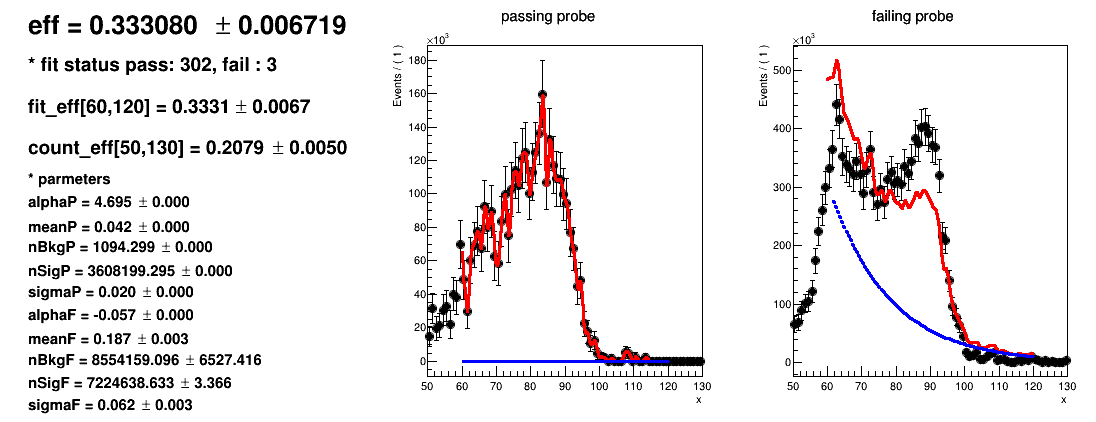 eff = 0.333080 ± 0.006719
* fit status pass: 302, fail : 3
fit_eff[60,120] = 0.3331 ± 0.0067
count_eff[50,130] = 0.2079 ± 0.0050
* parmeters
alphaP = 4.695 ± 0.000
meanP = 0.042 ± 0.000
nBkgP = 1094.299 ± 0.000
nSigP = 3608199.295 ± 0.000
sigmaP = 0.020 ± 0.000
alphaF = -0.057 ± 0.000
meanF = 0.187 ± 0.003
nBkgF = 8554159.096 ± 6527.416
nSigF = 7224638.633 ± 3.366
sigmaF = 0.062 ± 0.003
passing probe
×10³
Events / ( 1 )
180
160
140
120
100
80
60
40
20
0
50 60 70 80 90 100 110 120 130
x
failing probe
×10³
Events / ( 1 )
500
400
300
200
100
0
50 60 70 80 90 100 110 120 130
x